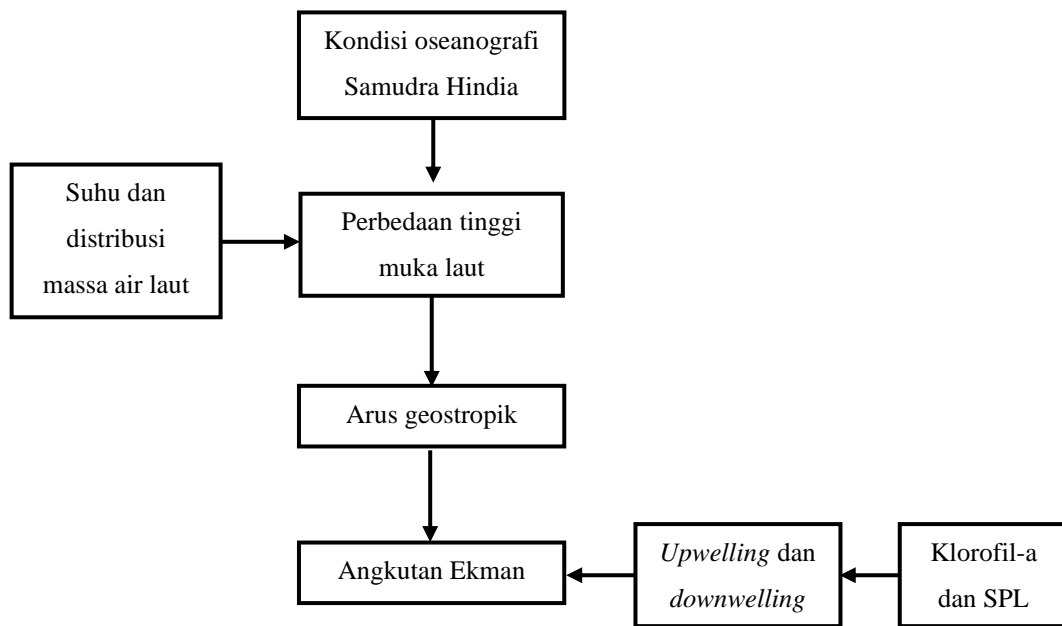 Kondisi oseanografi
Samudra Hindia
Suhu dan
distribusi
massa air laut
Perbedaan tinggi
muka laut
Arus geostropik
Angkutan Ekman
Upwelling dan
downwelling
Klorofil-a
dan SPL